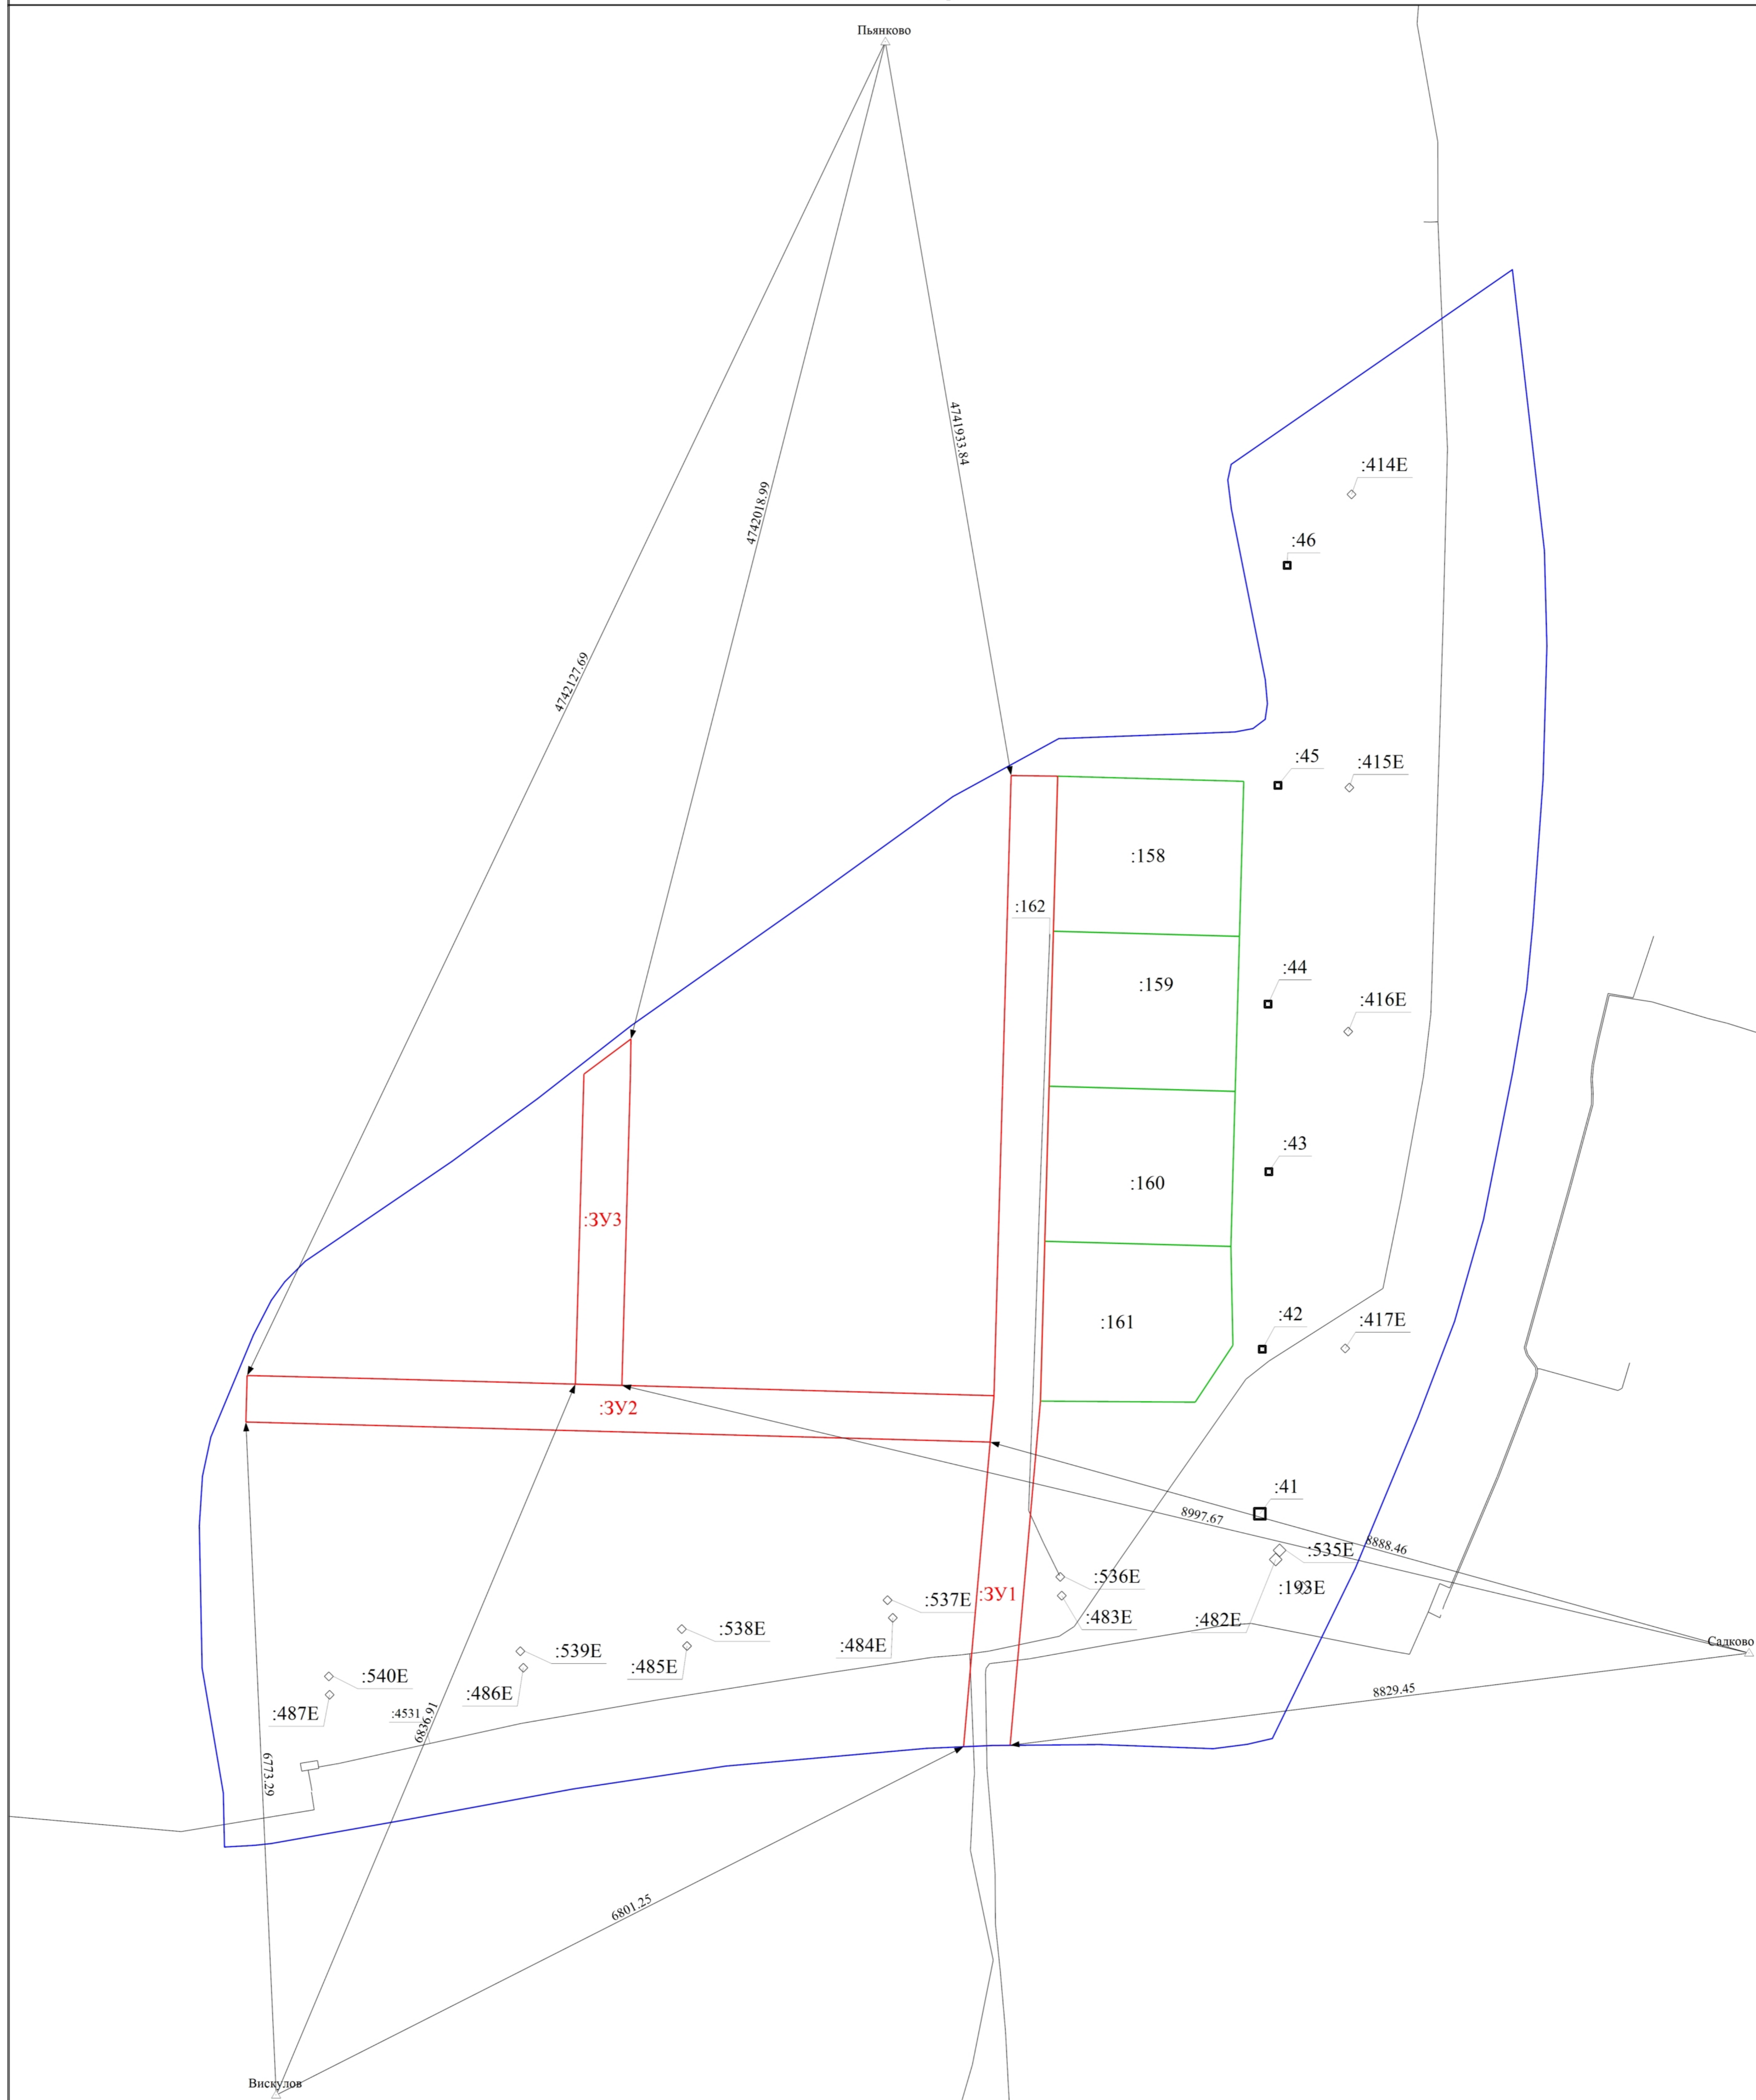 Пьянково
4741933.84
:414Е
4742018.99
:46
4742127.69
:45
:415Е
:158
:162
:44
:159
:416Е
:43
:160
:ЗУ3
:42
:417Е
:161
:ЗУ2
:41
8997.67
8888.46
:535Е
:536Е
:193Е
:537Е
:ЗУ1
:483Е
:482Е
:538Е
:484Е
Садково
:539Е
:485Е
:540Е
:486Е
8829.45
:487Е
:4531
6836.91
6773.29
6801.25
Вискулов